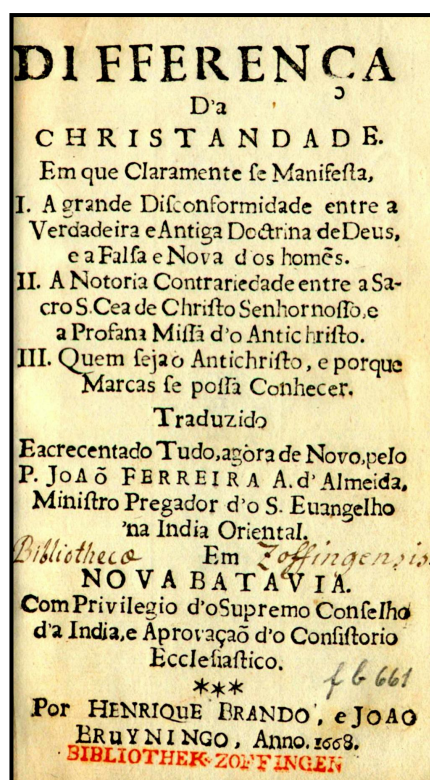 DIFFERENÇA
D'a
CHRISTANDADE.
Em que Claramente ſe Manifeſta,
I. A grande Diſconformidade entre a
Verdadeira e Antiga Doctrina de Deus,
e a Falſa e Nova d'os homẽs.
II. A Notoria Contrariedade entre a Sa-
cro S. Cea de Chriſto Senhor noſſo, e
a Profana Miſſa d'o Antichriſto.
III. Quem ſeja o Antichriſto, e porque
Marcas ſe poſſa Conhecer.
Traduzido
E acrecentado Tudo, agòra de Novo, pelo
P. JOAÕ FERREIRA A. d'Almeida,
Miniſtro Pregador d'o S. Euangelho
'na India Oriental.
Bibliotheca Em Zoffingensis.
NOVA BATAVIA.
Com Privilegio d'o Supremo Conſelho
d'a India, e Aprovaçaõ d'o Conſiſtorio
Eccleſiaſtico.
***
f b 661
Por HENRIQUE BRANDO, e JOAO
BRUYNINGO, Anno. 1668.
BIBLIOTHEK ZOFINGEN